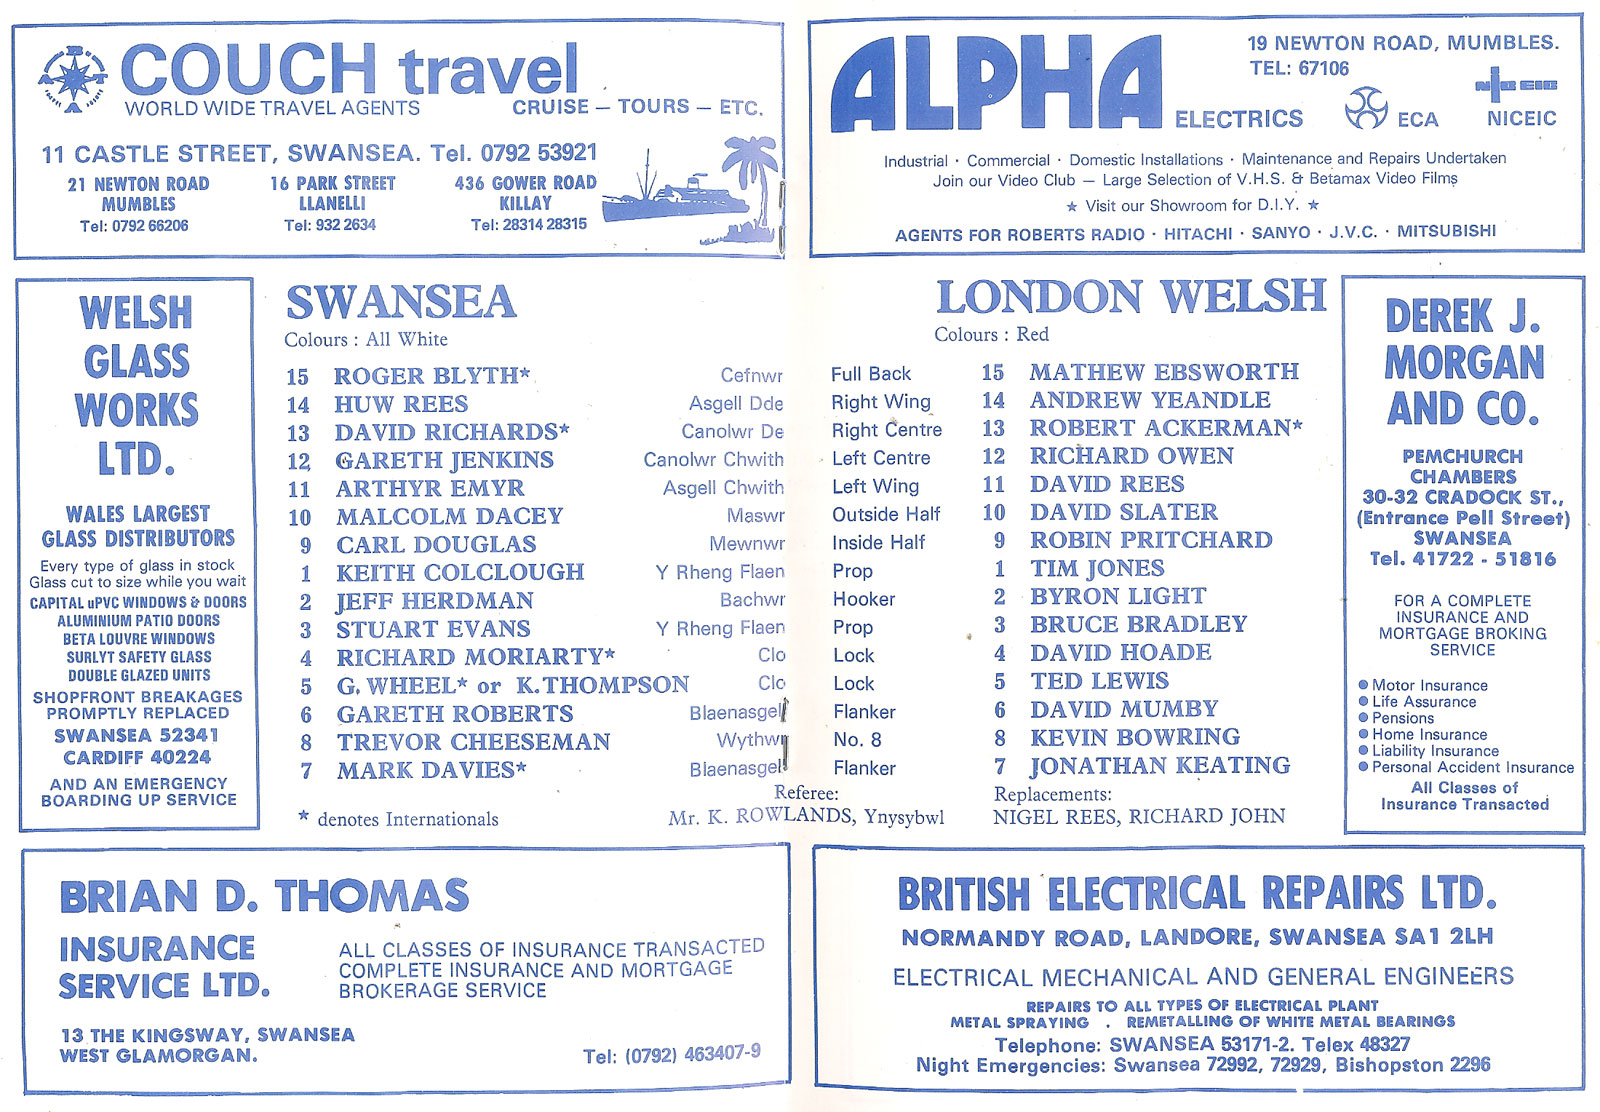 COUCH travel
WORLD WIDE TRAVEL AGENTS CRUISE – TOURS – ETC.
11 CASTLE STREET, SWANSEA. Tel. 0792 53921
21 NEWTON ROAD
MUMBLES
Tel: 0792 66206
16 PARK STREET
LLANELLI
Tel: 932 2634
436 GOWER ROAD
KILLAY
Tel: 28314 28315
ALPHA
ELECTRICS
19 NEWTON ROAD, MUMBLES.
TEL: 67106
ECA
NICEIC
Industrial · Commercial · Domestic Installations · Maintenance and Repairs Undertaken
Join our Video Club – Large Selection of V.H.S. & Betamax Video Films
★ Visit our Showroom for D.I.Y. ★
AGENTS FOR ROBERTS RADIO · HITACHI · SANYO · J.V.C. · MITSUBISHI
WELSH
GLASS
WORKS
LTD.
WALES LARGEST
GLASS DISTRIBUTORS
Every type of glass in stock
Glass cut to size while you wait
CAPITAL uPVC WINDOWS & DOORS
ALUMINIUM PATIO DOORS
BETA LOUVRE WINDOWS
SURLYT SAFETY GLASS
DOUBLE GLAZED UNITS
SHOPFRONT BREAKAGES
PROMPTLY REPLACED
SWANSEA 52341
CARDIFF 40224
AND AN EMERGENCY
BOARDING UP SERVICE
SWANSEA
Colours : All White
15 ROGER BLYTH* Cefnwr
14 HUW REES Asgell Dde
13 DAVID RICHARDS* Canolwr De
12 GARETH JENKINS Canolwr Chwith
11 ARTHYR EMYR Asgell Chwith
10 MALCOLM DACEY Maswr
9 CARL DOUGLAS Mewnwr
1 KEITH COLCLOUGH Y Rheng Flaen
2 JEFF HERDMAN Bachwr
3 STUART EVANS Y Rheng Flaen
4 RICHARD MORIARTY* Clo
5 G. WHEEL* or K. THOMPSON Clo
6 GARETH ROBERTS Blaenasgell
8 TREVOR CHEESEMAN Wythwr
7 MARK DAVIES* Blaenasgell
* denotes Internationals
Referee:
Mr. K. ROWLANDS, Ynysybwl
LONDON WELSH
Colours : Red
Full Back 15 MATHEW EBSWORTH
Right Wing 14 ANDREW YEANDLE
Right Centre 13 ROBERT ACKERMAN*
Left Centre 12 RICHARD OWEN
Left Wing 11 DAVID REES
Outside Half 10 DAVID SLATER
Inside Half 9 ROBIN PRITCHARD
Prop 1 TIM JONES
Hooker 2 BYRON LIGHT
Prop 3 BRUCE BRADLEY
Lock 4 DAVID HOADE
Lock 5 TED LEWIS
Flanker 6 DAVID MUMBY
No. 8 8 KEVIN BOWRING
Flanker 7 JONATHAN KEATING
Replacements:
NIGEL REES, RICHARD JOHN
DEREK J.
MORGAN
AND CO.
PEMCHURCH
CHAMBERS
30-32 CRADOCK ST.,
(Entrance Pell Street)
SWANSEA
Tel. 41722 - 51816
FOR A COMPLETE
INSURANCE AND
MORTGAGE BROKING
SERVICE
● Motor Insurance
● Life Assurance
● Pensions
● Home Insurance
● Liability Insurance
● Personal Accident Insurance
All Classes of
Insurance Transacted
BRIAN D. THOMAS
INSURANCE
SERVICE LTD.
ALL CLASSES OF INSURANCE TRANSACTED
COMPLETE INSURANCE AND MORTGAGE
BROKERAGE SERVICE
13 THE KINGSWAY, SWANSEA
WEST GLAMORGAN.
Tel: (0792) 463407-9
BRITISH ELECTRICAL REPAIRS LTD.
NORMANDY ROAD, LANDORE, SWANSEA SA1 2LH
ELECTRICAL MECHANICAL AND GENERAL ENGINEERS
REPAIRS TO ALL TYPES OF ELECTRICAL PLANT
METAL SPRAYING . REMETALLING OF WHITE METAL BEARINGS
Telephone: SWANSEA 53171-2. Telex 48327
Night Emergencies: Swansea 72992, 72929, Bishopston 2296